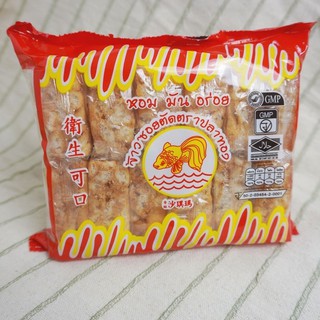 หอม มัน อร่อย
ข้าวซอยตัดตราปลาทอง
衛生可口
沙琪瑪
GMP
GMP